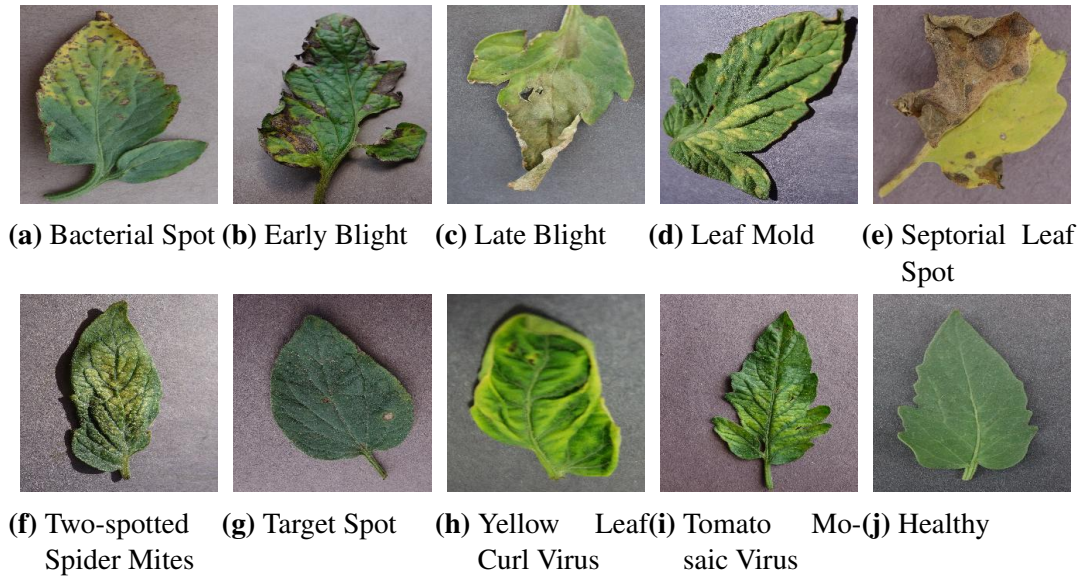 (a) Bacterial Spot (b) Early Blight (c) Late Blight (d) Leaf Mold (e) Septorial Leaf
Spot
(f) Two-spotted (g) Target Spot (h) Yellow Leaf (i) Tomato Mo- (j) Healthy
Spider Mites Curl Virus saic Virus